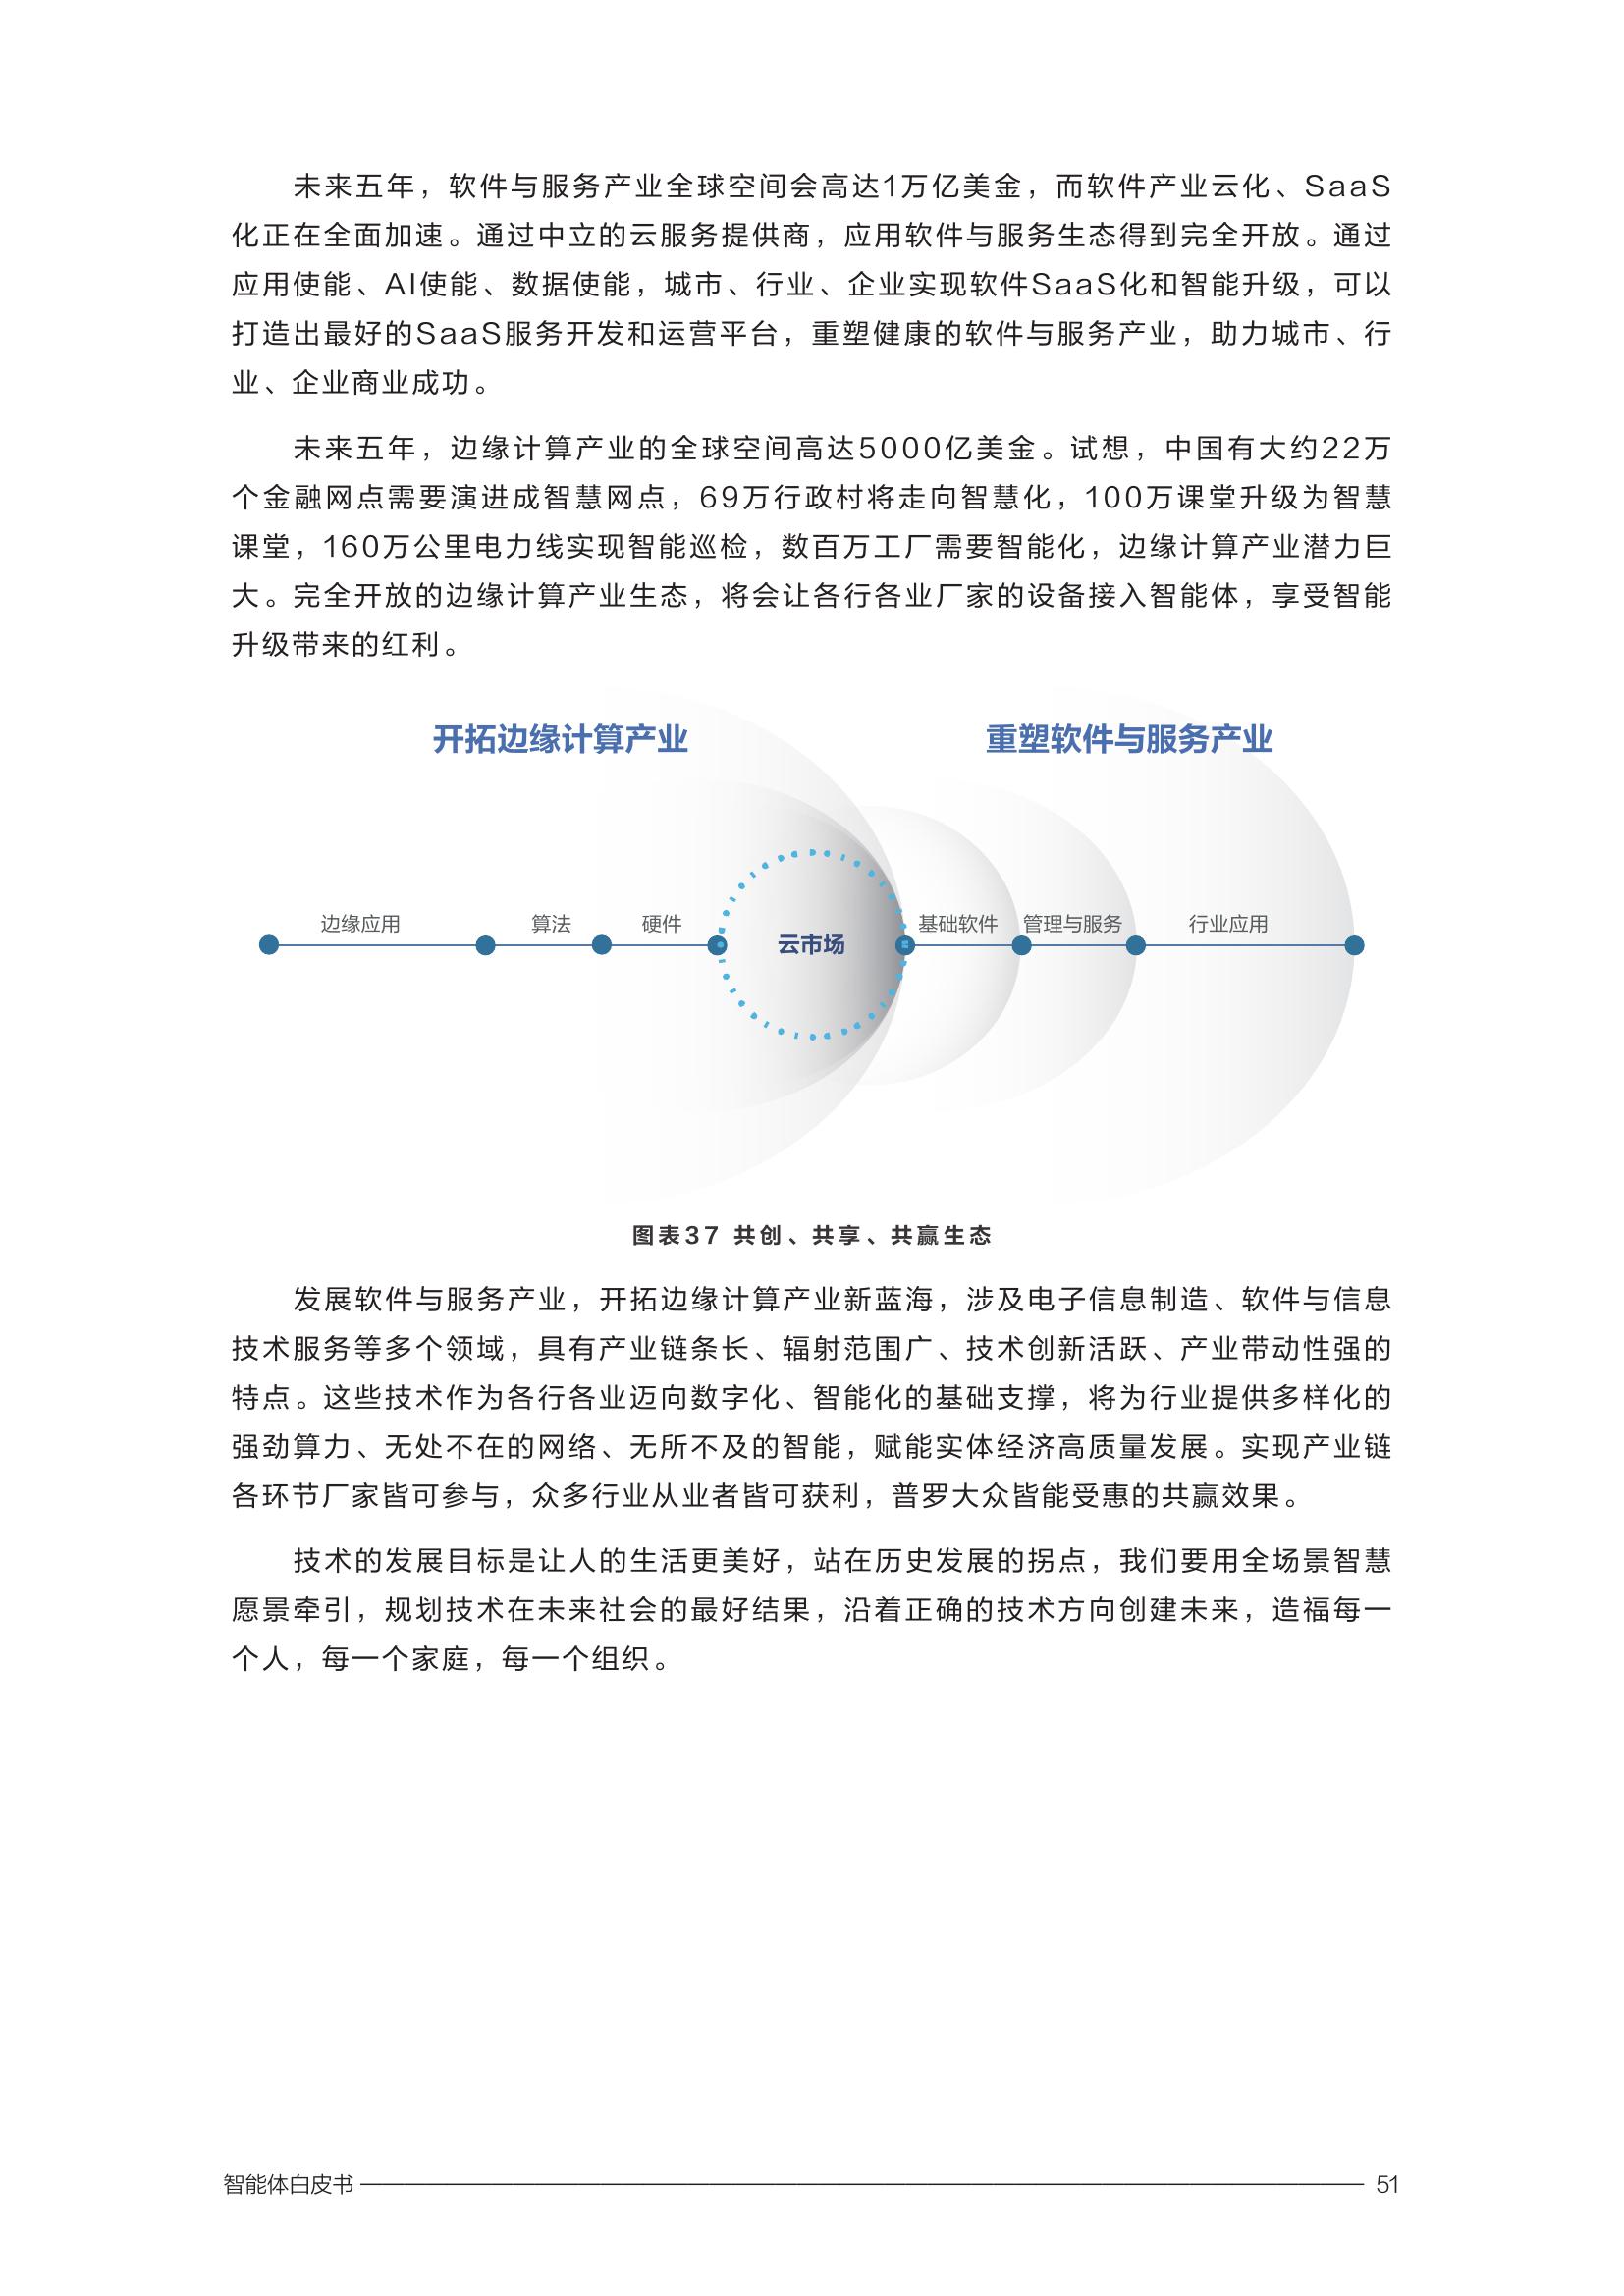 未来五年，软件与服务产业全球空间会高达1万亿美金，而软件产业云化、SaaS
化正在全面加速。通过中立的云服务提供商，应用软件与服务生态得到完全开放。通过
应用使能、AI使能、数据使能，城市、行业、企业实现软件SaaS化和智能升级，可以
打造出最好的SaaS服务开发和运营平台，重塑健康的软件与服务产业，助力城市、行
业、企业商业成功。
未来五年，边缘计算产业的全球空间高达5000亿美金。试想，中国有大约22万
个金融网点需要演进成智慧网点，69万行政村将走向智慧化，100万课堂升级为智慧
课堂，160万公里电力线实现智能巡检，数百万工厂需要智能化，边缘计算产业潜力巨
大。完全开放的边缘计算产业生态，将会让各行各业厂家的设备接入智能体，享受智能
升级带来的红利。
开拓边缘计算产业 重塑软件与服务产业
边缘应用 算法 硬件 云市场 基础软件 管理与服务 行业应用
图表37 共创、共享、共赢生态
发展软件与服务产业，开拓边缘计算产业新蓝海，涉及电子信息制造、软件与信息
技术服务等多个领域，具有产业链条长、辐射范围广、技术创新活跃、产业带动性强的
特点。这些技术作为各行各业迈向数字化、智能化的基础支撑，将为行业提供多样化的
强劲算力、无处不在的网络、无所不及的智能，赋能实体经济高质量发展。实现产业链
各环节厂家皆可参与，众多行业从业者皆可获利，普罗大众皆能受惠的共赢效果。
技术的发展目标是让人的生活更美好，站在历史发展的拐点，我们要用全场景智慧
愿景牵引，规划技术在未来社会的最好结果，沿着正确的技术方向创建未来，造福每一
个人，每一个家庭，每一个组织。
智能体白皮书 51